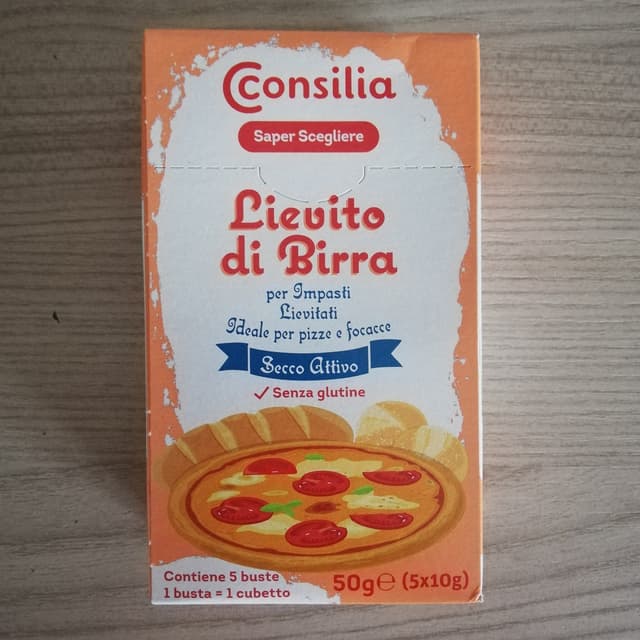 Consilia
Saper Scegliere
Lievito
di Birra
per Impasti
Lievitati
Ideale per pizze e focacce
Secco Attivo
Senza glutine
Contiene 5 buste
1 busta = 1 cubetto
50g℮ (5x10g)